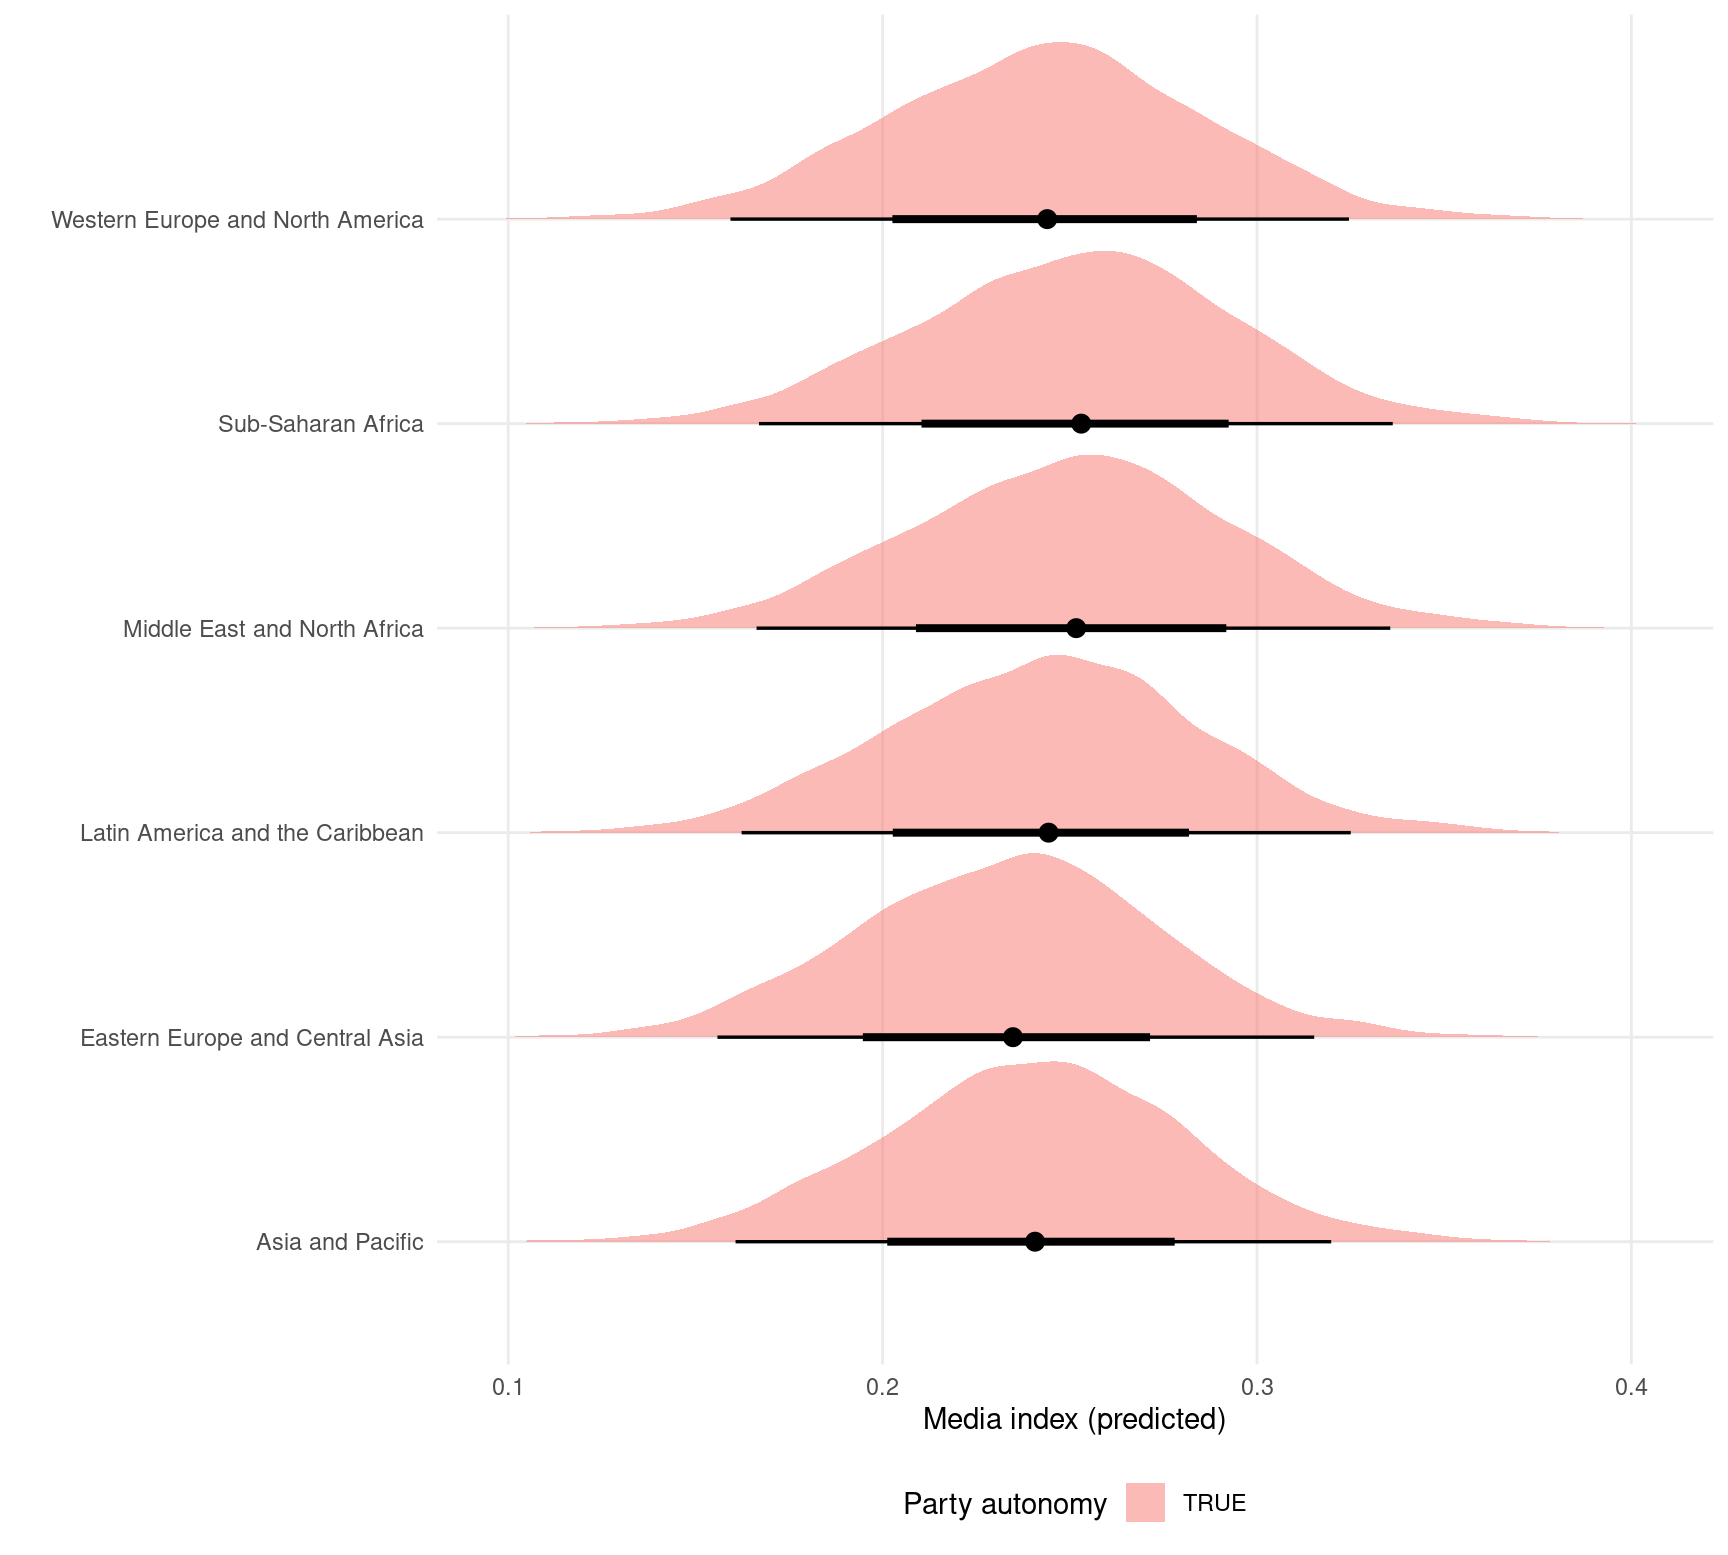 Western Europe and North America
Sub-Saharan Africa
Middle East and North Africa
Latin America and the Caribbean
Eastern Europe and Central Asia
Asia and Pacific
0.1 0.2 0.3 0.4
Media index (predicted)
Party autonomy TRUE